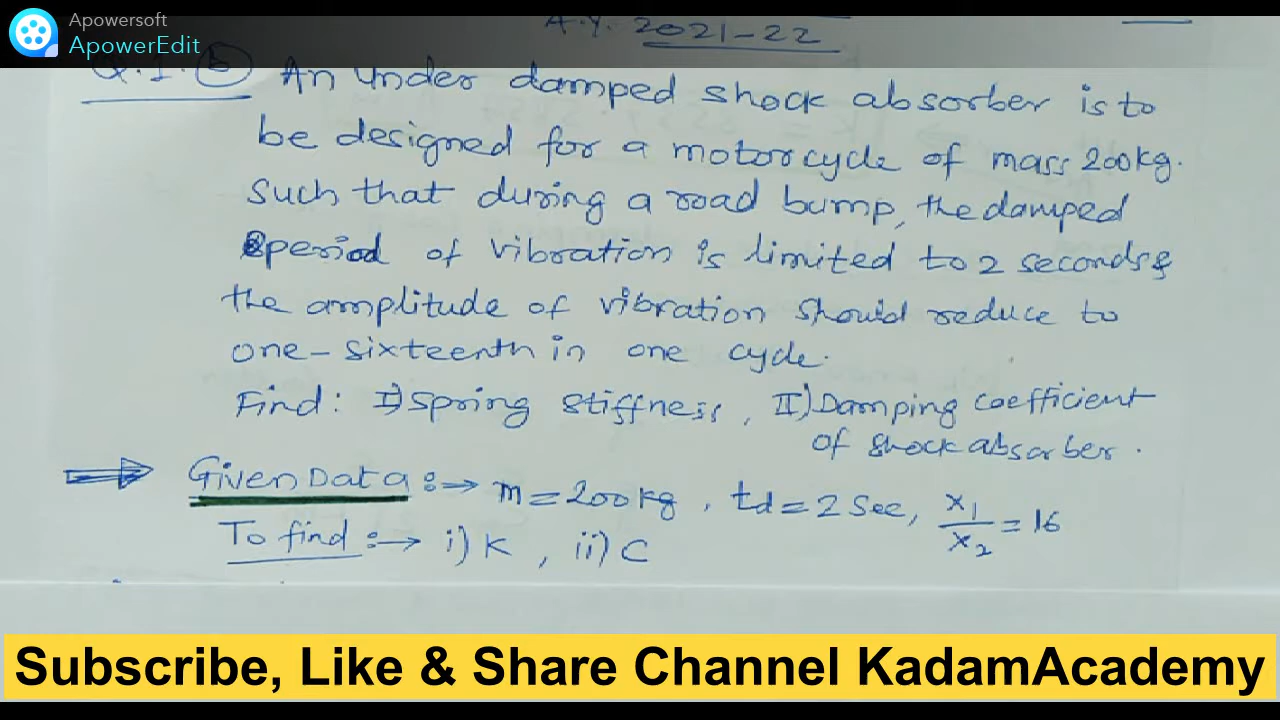 Apowersoft
ApowerEdit
A.Y. 2021-22
Q.1. b An under damped shock absorber is to
be designed for a motorcycle of mass 200kg.
Such that during a road bump, the damped
period of vibration is limited to 2 seconds &
the amplitude of vibration should reduce to
one-sixteenth in one cycle.
Find: I) Spring stiffness, II) Damping coefficient
of shock absorber.
⇒ Given Data :→ m = 200kg, td = 2 Sec, x1/x2 = 16
To find :→ i) K, ii) C
Subscribe, Like & Share Channel KadamAcademy